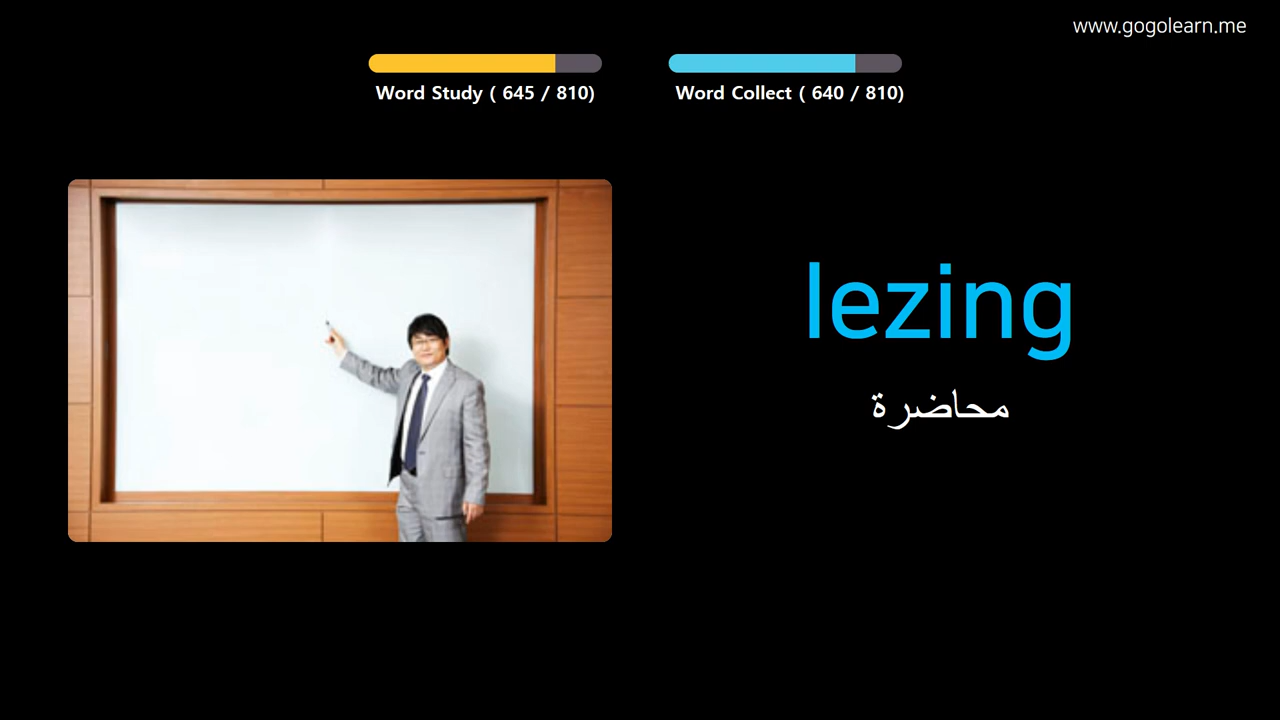 www.gogolearn.me
Word Study ( 645 / 810)
Word Collect ( 640 / 810)
lezing
محاضرة